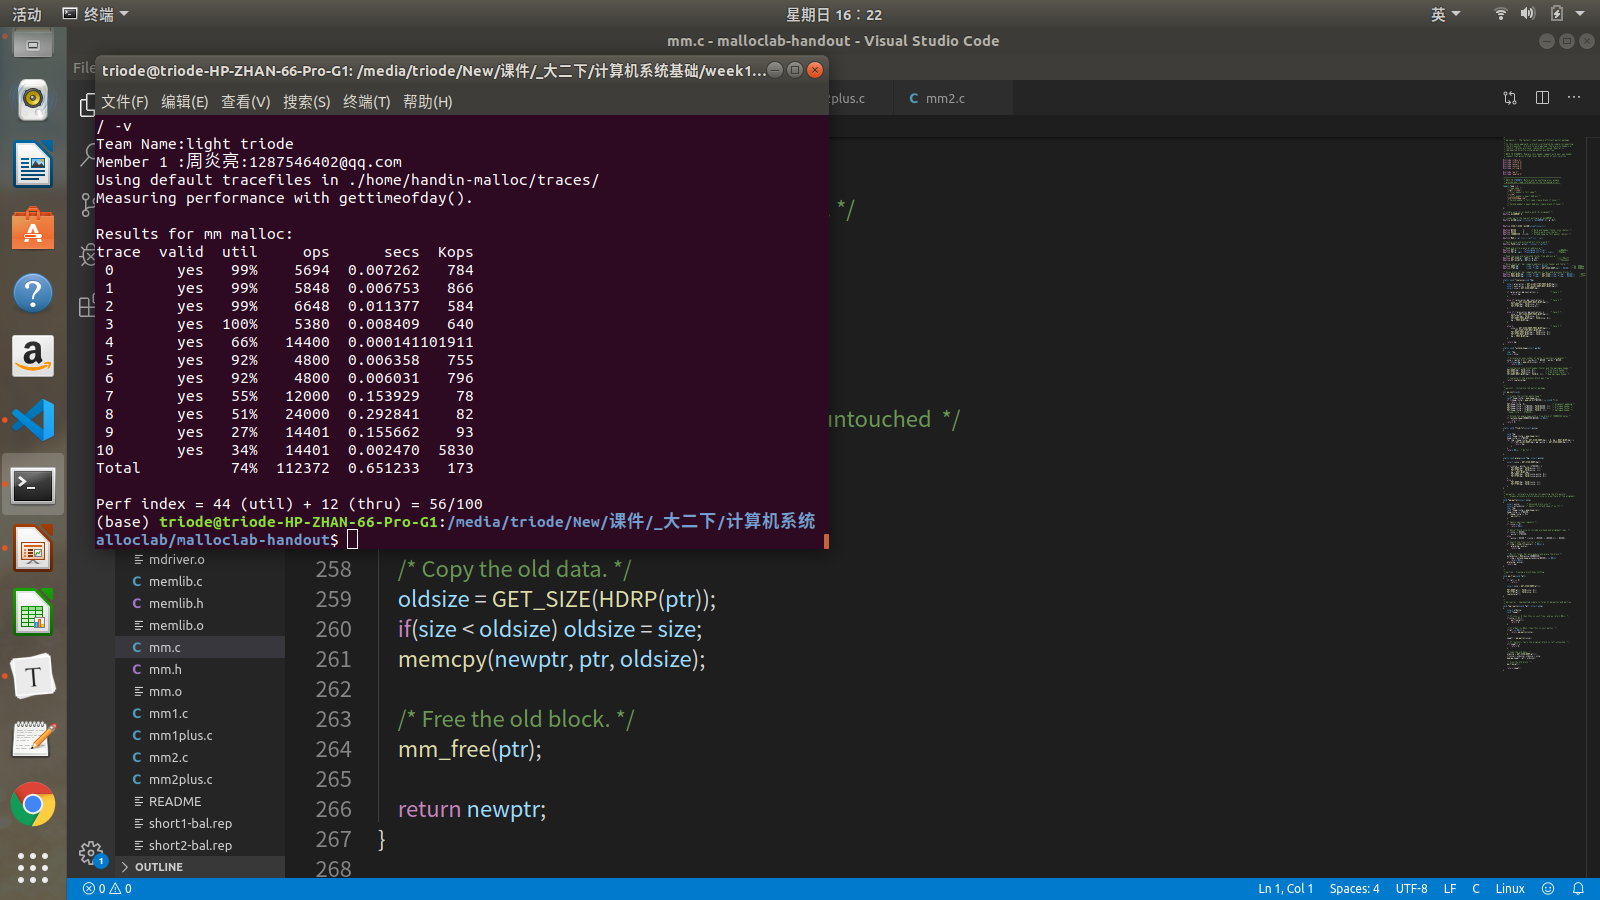 活动 终端 星期日 16：22 英
mm.c - malloclab-handout - Visual Studio Code
File
triode@triode-HP-ZHAN-66-Pro-G1: /media/triode/New/课件/_大二下/计算机系统基础/week1...
文件(F) 编辑(E) 查看(V) 搜索(S) 终端(T) 帮助(H)
plus.c mm2.c
/ -v
Team Name:light triode
Member 1 :周炎亮:1287546402@qq.com
Using default tracefiles in ./home/handin-malloc/traces/
Measuring performance with gettimeofday().
*/
Results for mm malloc:
trace valid util ops secs Kops
0 yes 99% 5694 0.007262 784
1 yes 99% 5848 0.006753 866
2 yes 99% 6648 0.011377 584
3 yes 100% 5380 0.008409 640
4 yes 66% 14400 0.000141101911
5 yes 92% 4800 0.006358 755
6 yes 92% 4800 0.006031 796
7 yes 55% 12000 0.153929 78
8 yes 51% 24000 0.292841 82
9 yes 27% 14401 0.155662 93
10 yes 34% 14401 0.002470 5830
Total 74% 112372 0.651233 173
untouched */
Perf index = 44 (util) + 12 (thru) = 56/100
(base) triode@triode-HP-ZHAN-66-Pro-G1:/media/triode/New/课件/_大二下/计算机系统
alloclab/malloclab-handout$
mdriver.o
memlib.c
memlib.h
memlib.o
mm.c
mm.h
mm.o
mm1.c
mm1plus.c
mm2.c
mm2plus.c
README
short1-bal.rep
short2-bal.rep
OUTLINE
258 /* Copy the old data. */
259 oldsize = GET_SIZE(HDRP(ptr));
260 if(size < oldsize) oldsize = size;
261 memcpy(newptr, ptr, oldsize);
262
263 /* Free the old block. */
264 mm_free(ptr);
265
266 return newptr;
267 }
268
1
0 0 Ln 1, Col 1 Spaces: 4 UTF-8 LF C Linux